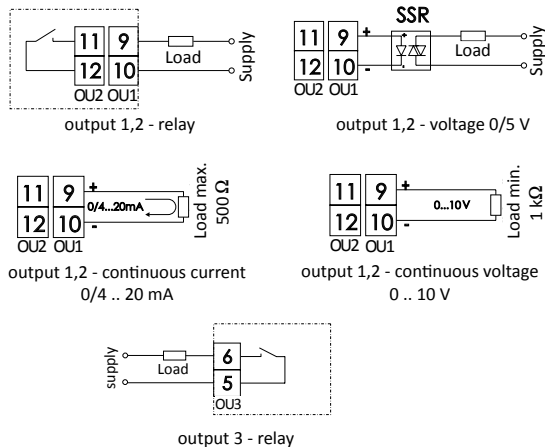 11 9
Load
Supply
12 10
OU2 OU1
output 1,2 - relay
SSR
11 9 +
Load
Supply
12 10 -
OU2 OU1
output 1,2 - voltage 0/5 V
11 9 +
0/4...20mA
Load max.
500 Ω
12 10 -
OU2 OU1
output 1,2 - continuous current
0/4 .. 20 mA
11 9 +
0...10V
Load min.
1 kΩ
12 10 -
OU2 OU1
output 1,2 - continuous voltage
0 .. 10 V
supply
Load
6
5
OU3
output 3 - relay